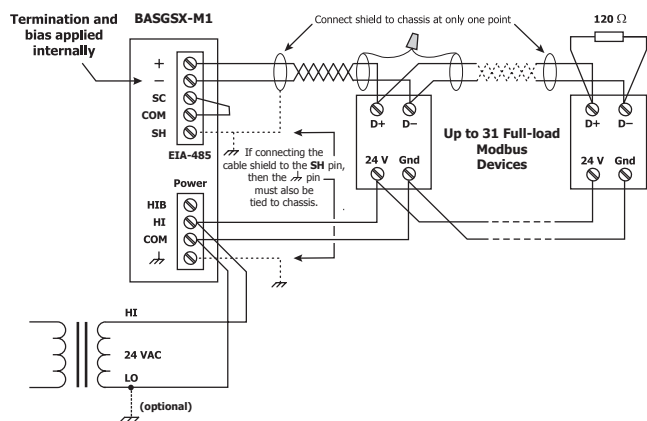 Termination and
bias applied
internally
BASGSX-M1
Connect shield to chassis at only one point
120 Ω
+
−
SC
COM
SH
EIA-485
D+ D−
24 V Gnd
Up to 31 Full-load
Modbus
Devices
D+ D−
24 V Gnd
If connecting the
cable shield to the SH pin,
then the pin
must also be
tied to chassis.
Power
HIB
HI
COM
HI
24 VAC
LO
(optional)